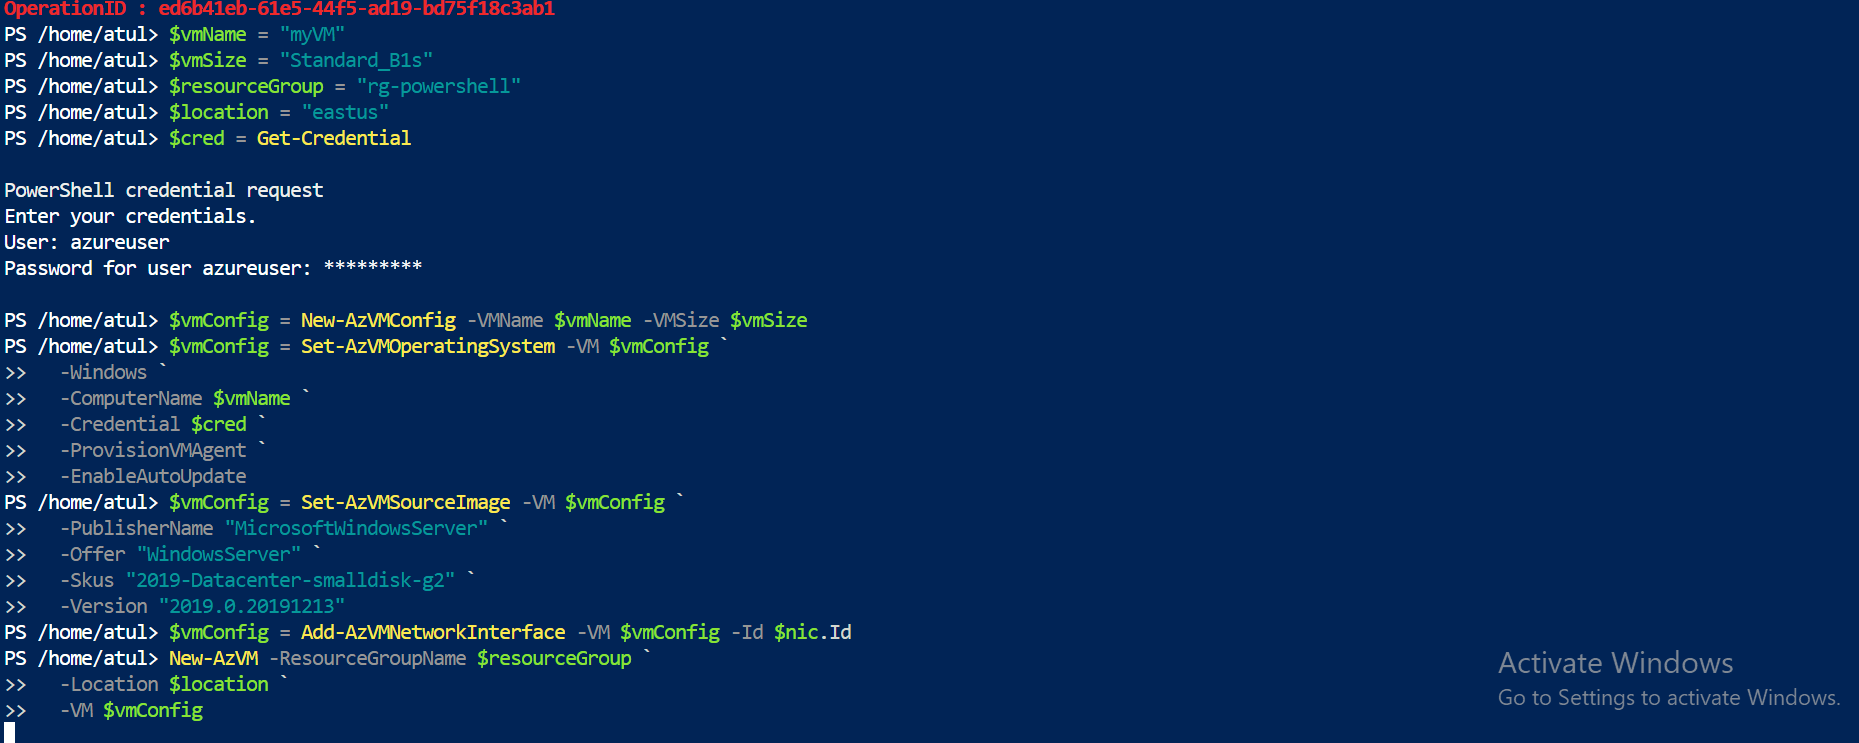 OperationID : ed6b41eb-61e5-44f5-ad19-bd75f18c3ab1
PS /home/atul> $vmName = "myVM"
PS /home/atul> $vmSize = "Standard_B1s"
PS /home/atul> $resourceGroup = "rg-powershell"
PS /home/atul> $location = "eastus"
PS /home/atul> $cred = Get-Credential

PowerShell credential request
Enter your credentials.
User: azureuser
Password for user azureuser: *********

PS /home/atul> $vmConfig = New-AzVMConfig -VMName $vmName -VMSize $vmSize
PS /home/atul> $vmConfig = Set-AzVMOperatingSystem -VM $vmConfig `
>>   -Windows `
>>   -ComputerName $vmName `
>>   -Credential $cred `
>>   -ProvisionVMAgent `
>>   -EnableAutoUpdate
PS /home/atul> $vmConfig = Set-AzVMSourceImage -VM $vmConfig `
>>   -PublisherName "MicrosoftWindowsServer" `
>>   -Offer "WindowsServer" `
>>   -Skus "2019-Datacenter-smalldisk-g2" `
>>   -Version "2019.0.20191213"
PS /home/atul> $vmConfig = Add-AzVMNetworkInterface -VM $vmConfig -Id $nic.Id
PS /home/atul> New-AzVM -ResourceGroupName $resourceGroup `
>>   -Location $location `
>>   -VM $vmConfig
Activate Windows
Go to Settings to activate Windows.